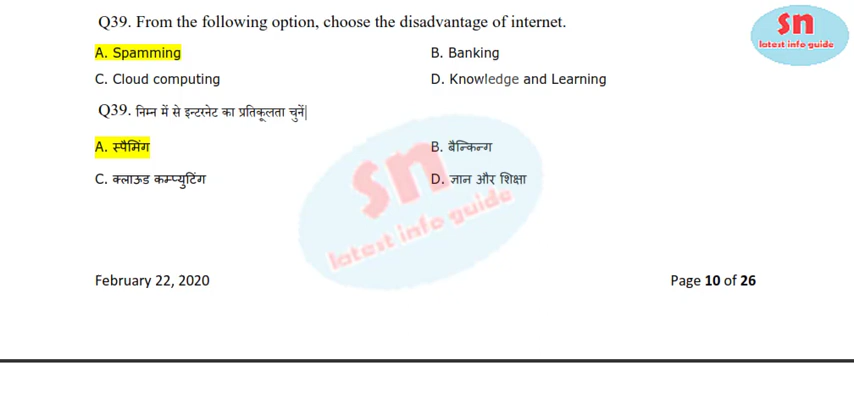 Q39. From the following option, choose the disadvantage of internet.
sn
latest info guide
A. Spamming B. Banking
C. Cloud computing D. Knowledge and Learning
Q39. निम्न में से इन्टरनेट का प्रतिकूलता चुनें|
A. स्पैमिंग B. बैन्किन्ग
C. क्लाऊड कम्प्युटिंग D. ज्ञान और शिक्षा
sn
latest info guide
February 22, 2020 Page 10 of 26